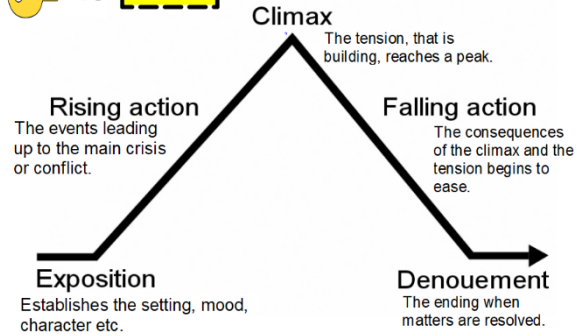 Climax
The tension, that is
building, reaches a peak.
Rising action
The events leading
up to the main crisis
or conflict.
Falling action
The consequences
of the climax and the
tension begins to
ease.
Exposition
Establishes the setting, mood,
character etc.
Denouement
The ending when
matters are resolved.